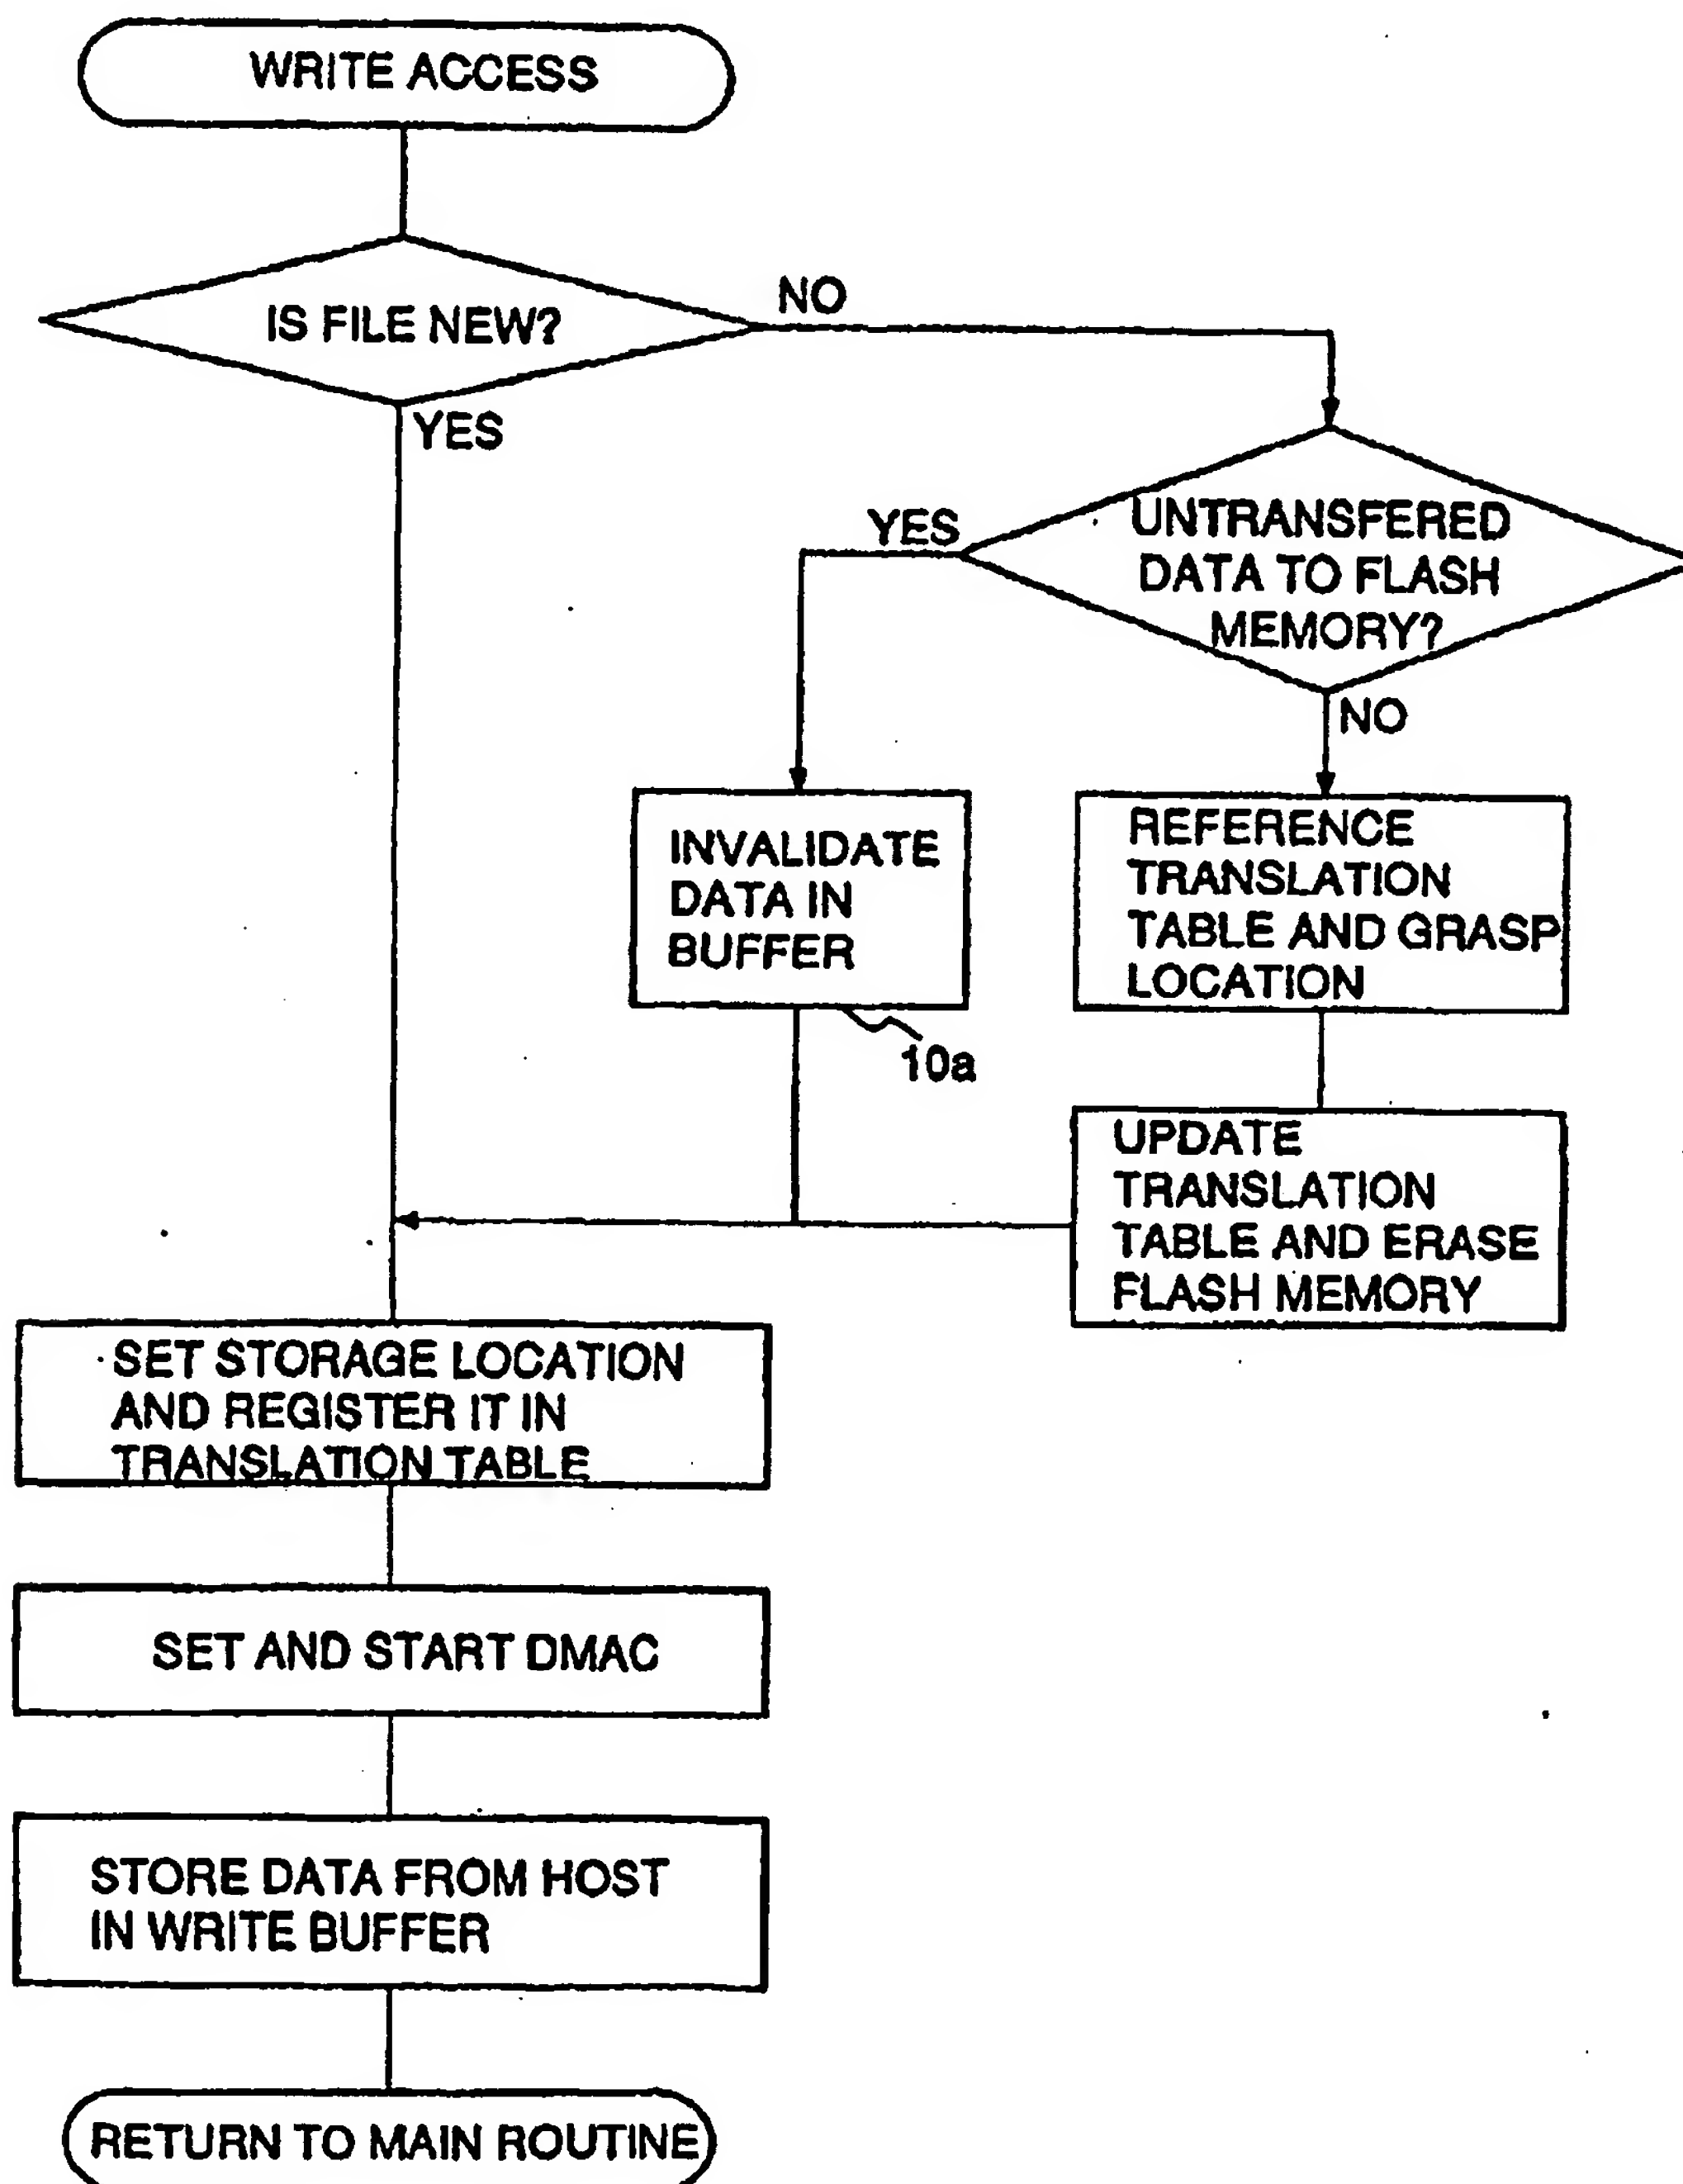 WRITE ACCESS
IS FILE NEW?
NO
YES
YES
UNTRANSFERED
DATA TO FLASH
MEMORY?
NO
INVALIDATE
DATA IN
BUFFER
10a
REFERENCE
TRANSLATION
TABLE AND GRASP
LOCATION
UPDATE
TRANSLATION
TABLE AND ERASE
FLASH MEMORY
SET STORAGE LOCATION
AND REGISTER IT IN
TRANSLATION TABLE
SET AND START DMAC
STORE DATA FROM HOST
IN WRITE BUFFER
RETURN TO MAIN ROUTINE